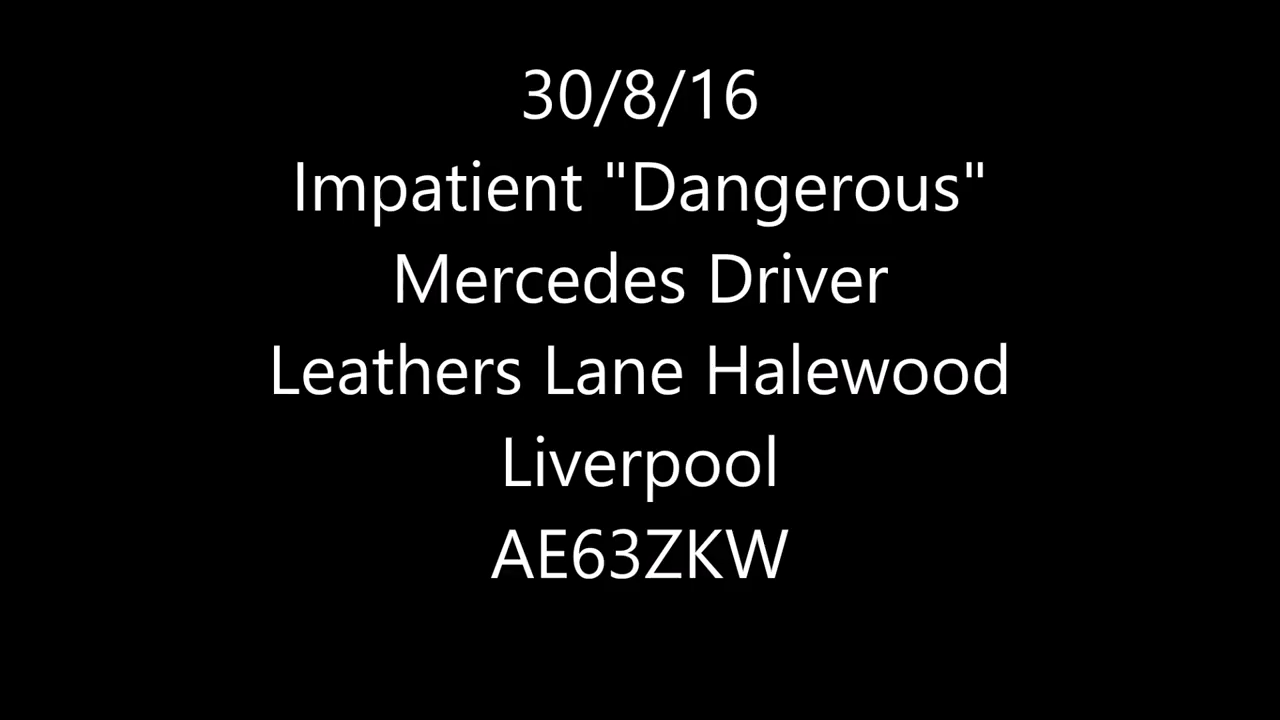 30/8/16
Impatient "Dangerous"
Mercedes Driver
Leathers Lane Halewood
Liverpool
AE63ZKW